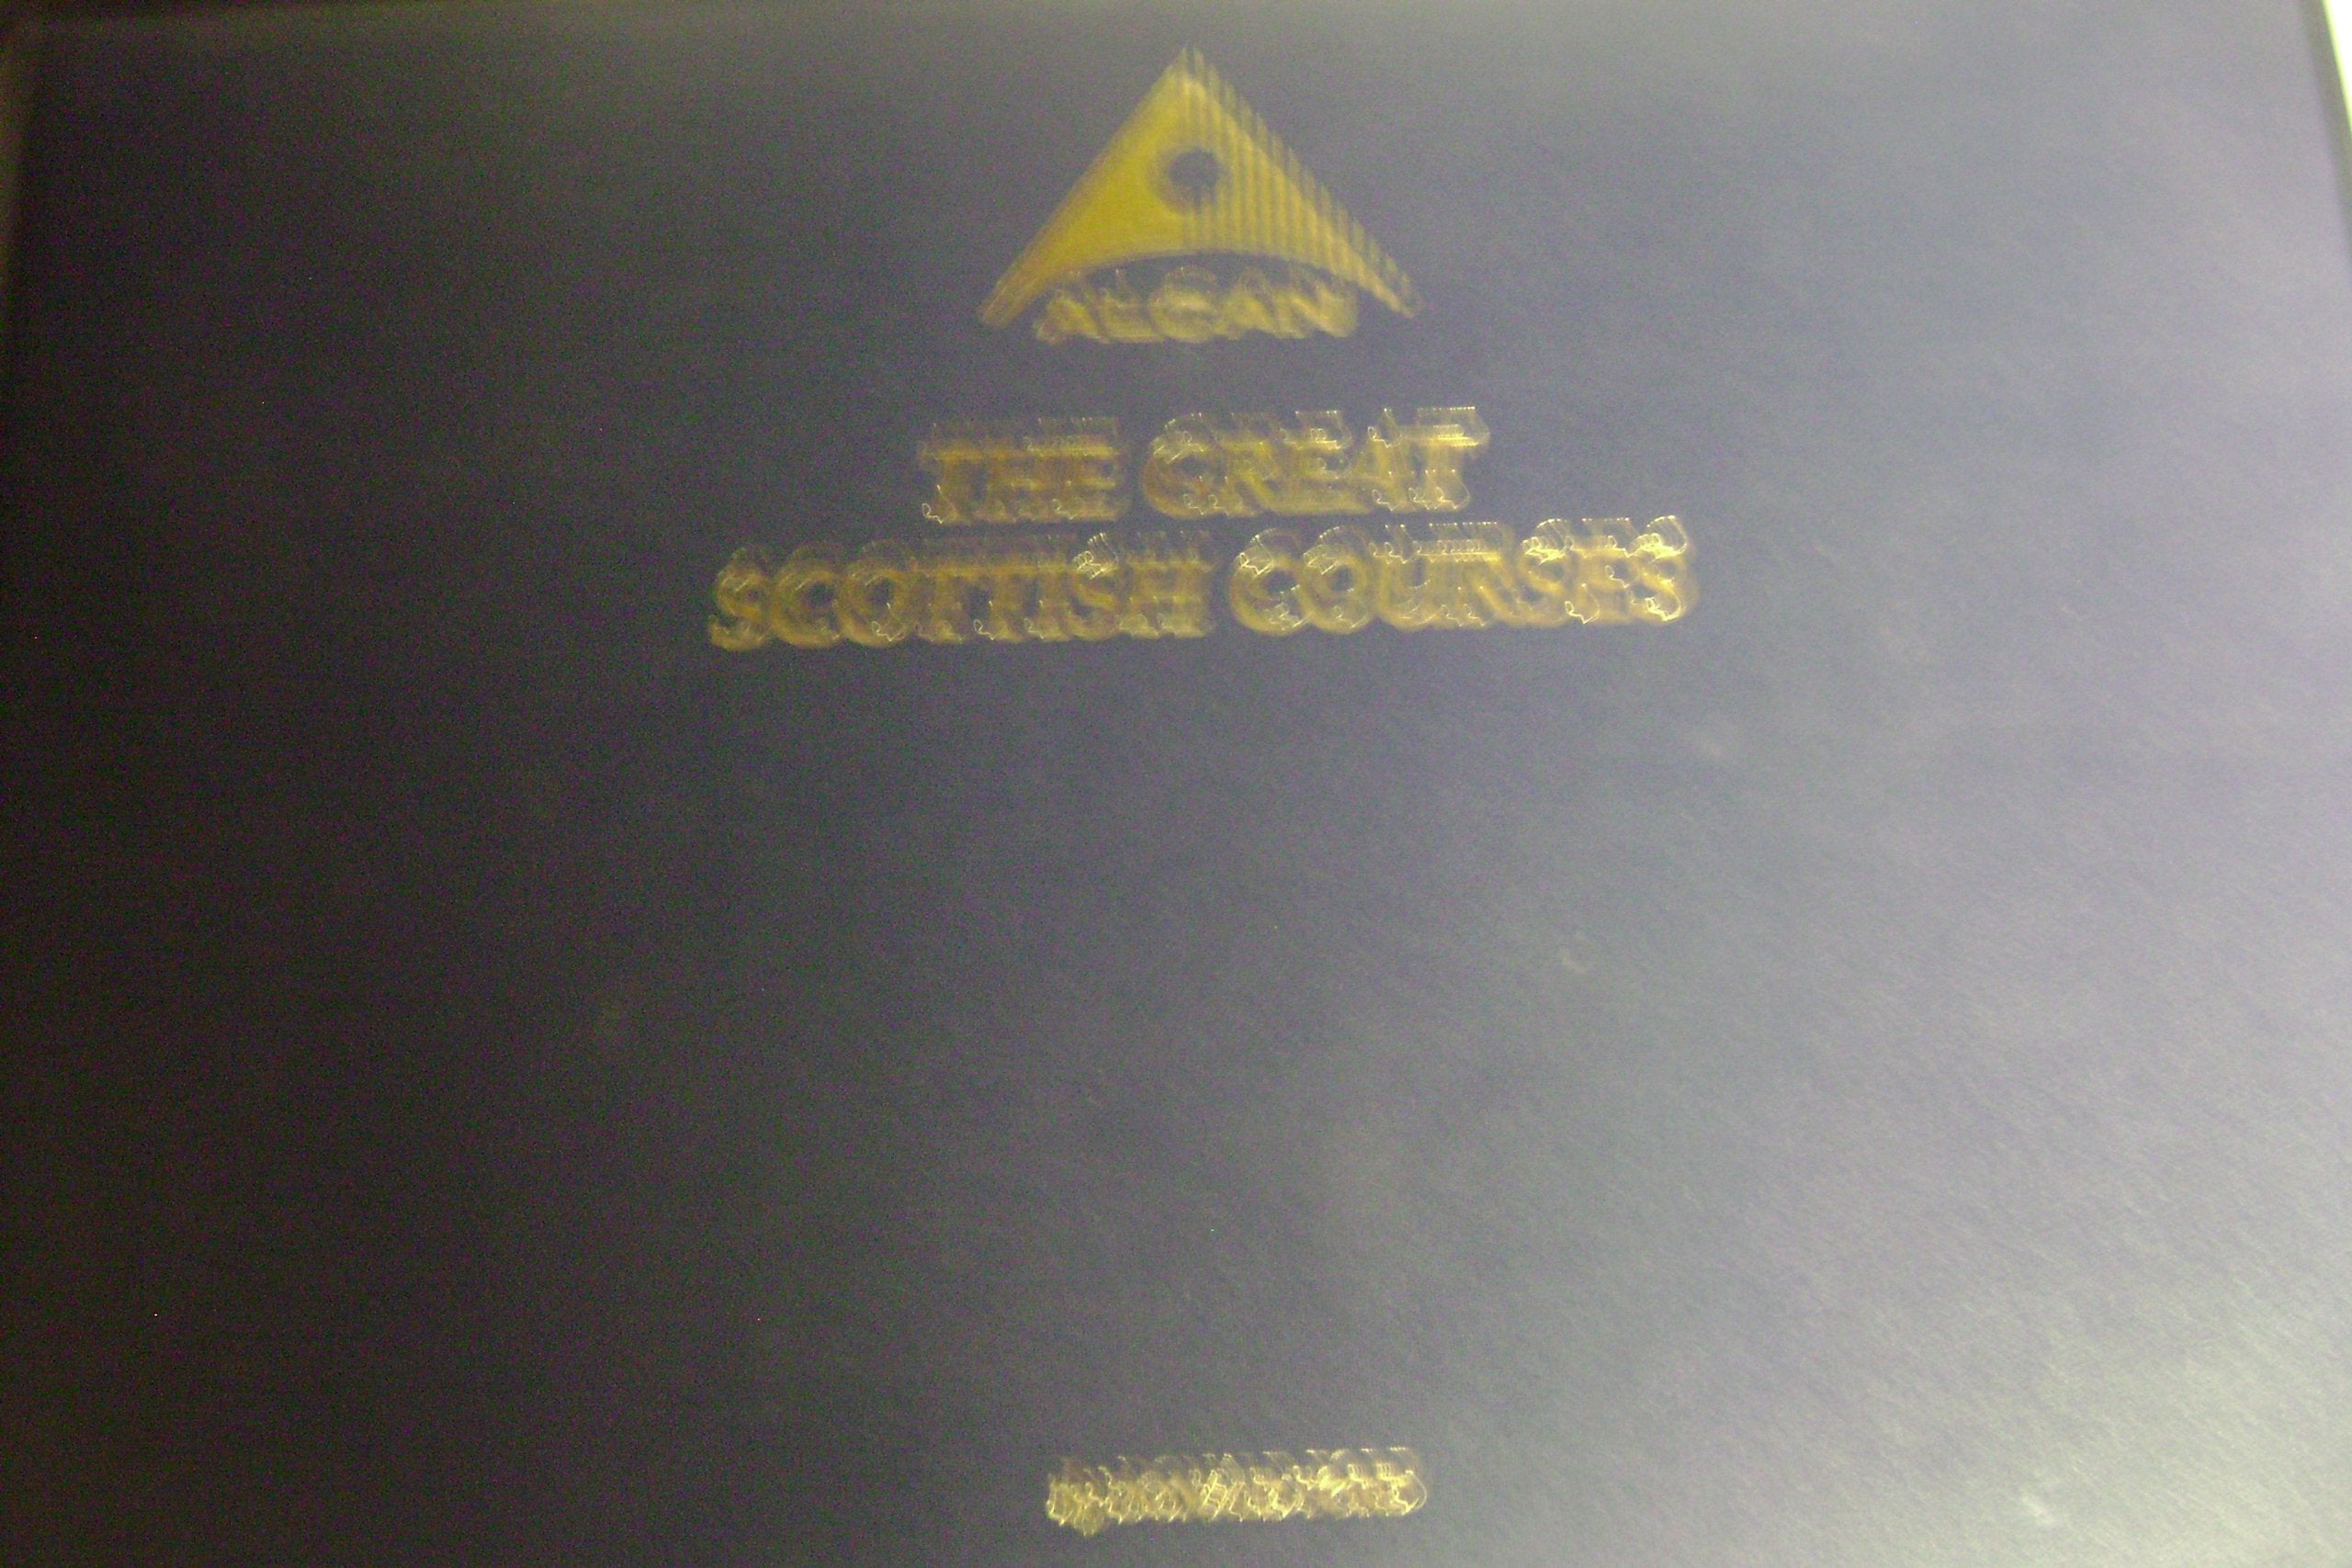 ALCAN
THE GREAT
SCOTTISH COURSES